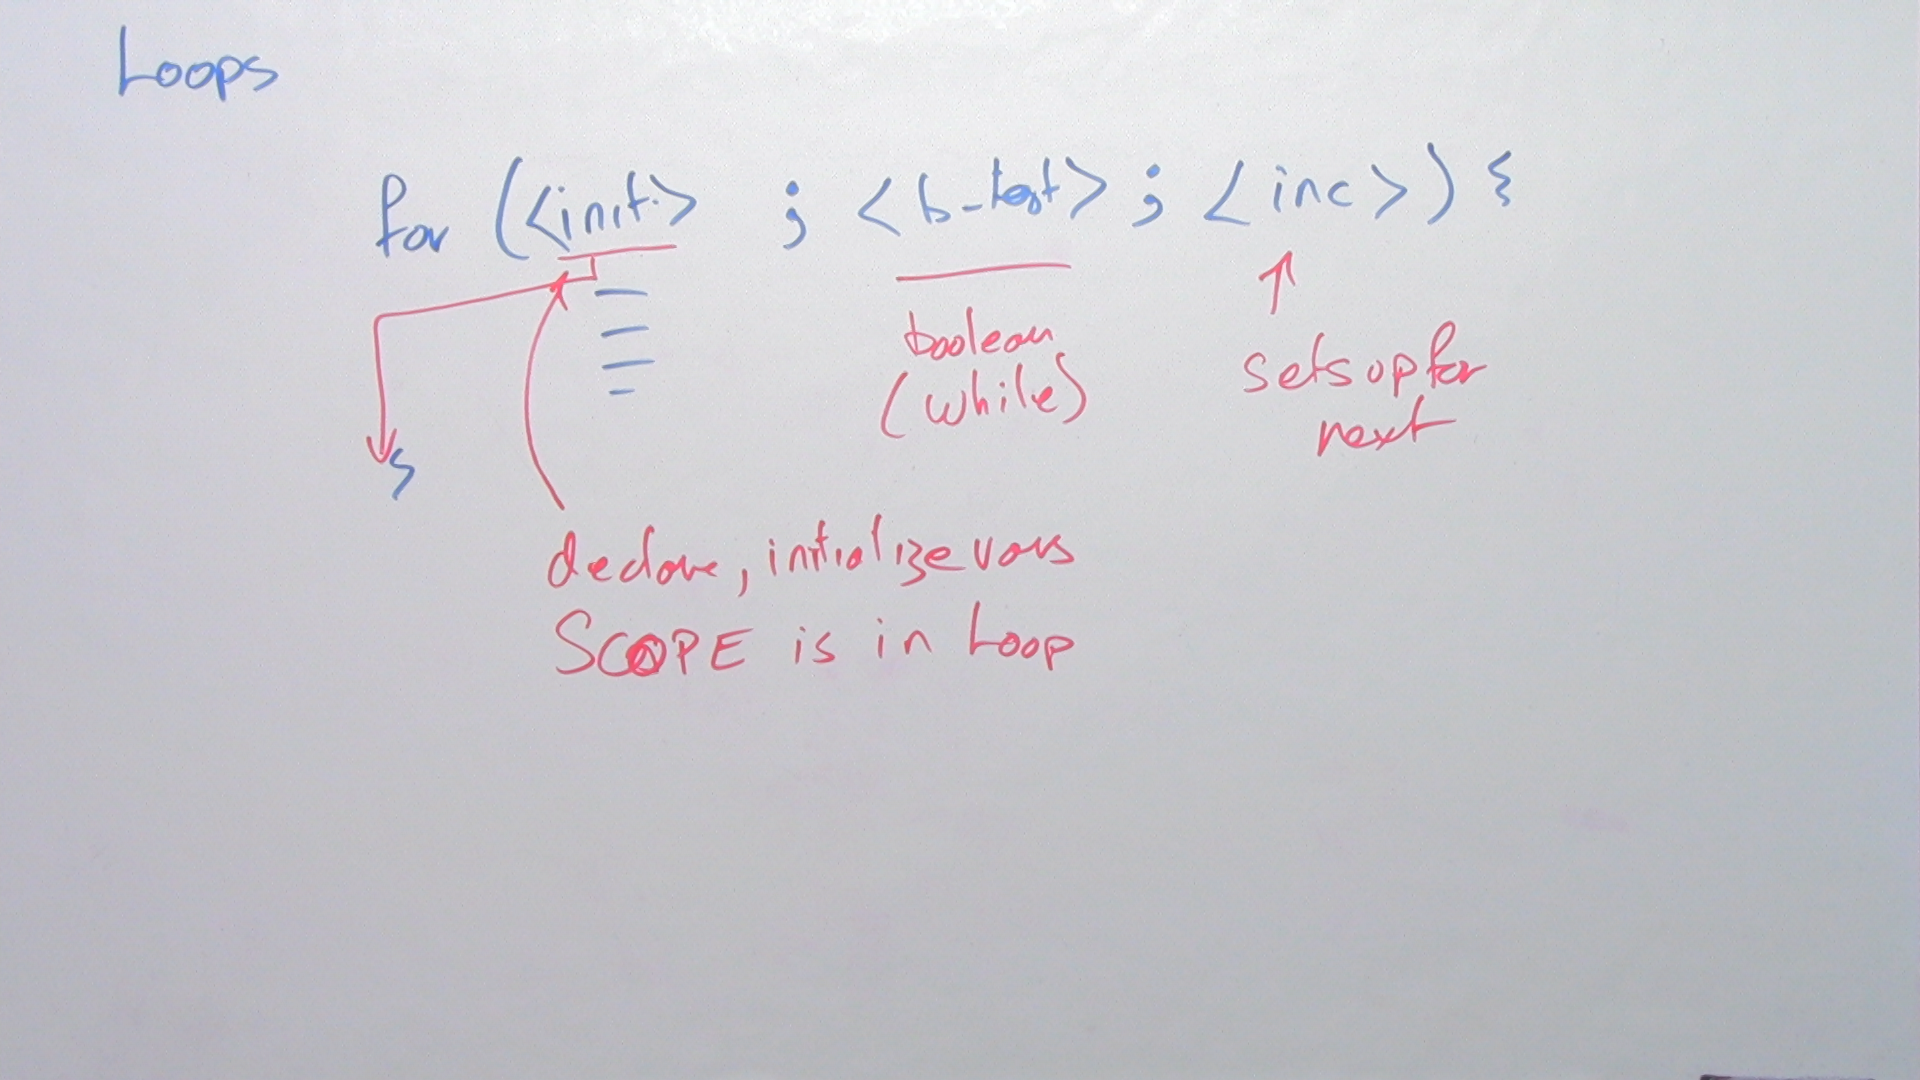 Loops
for (<init.> ; <b-test> ; <inc>) {
boolean
(while)
sets up for
next
}
declare, initialize vars
SCOPE is in Loop